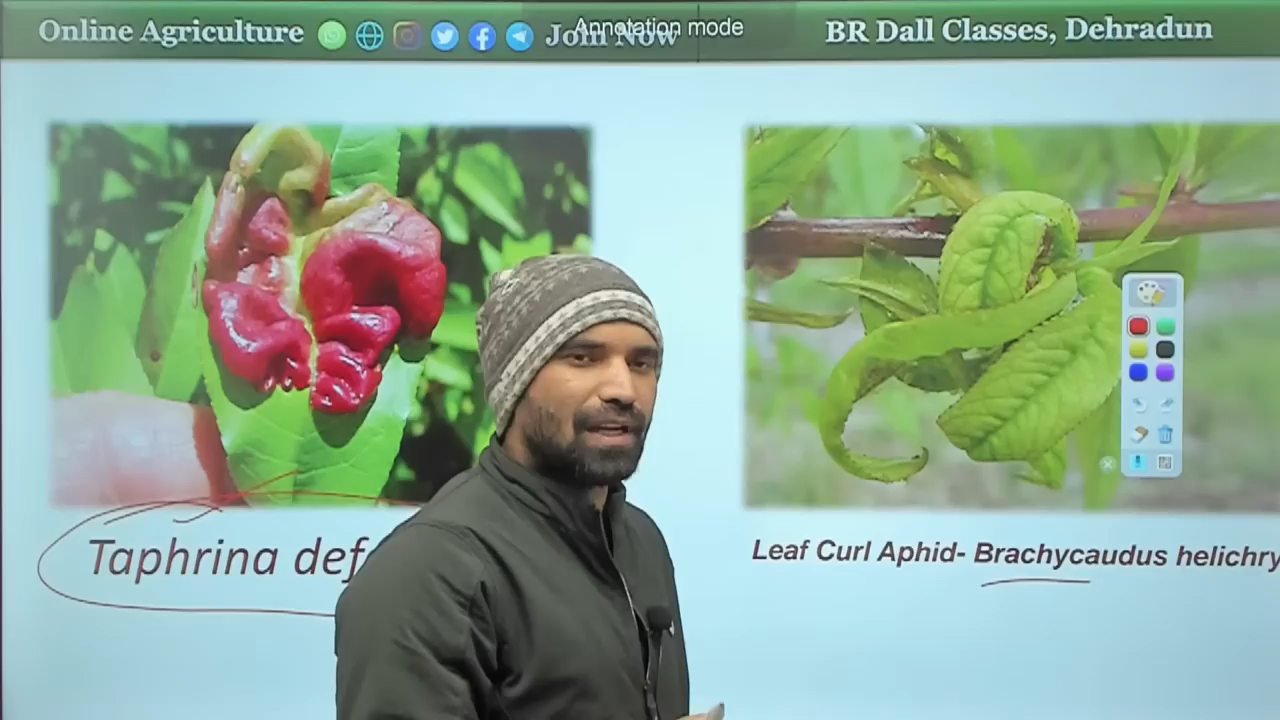 Online Agriculture
Join Now
Annotation mode
BR Dall Classes, Dehradun
Taphrina def
Leaf Curl Aphid- Brachycaudus helichry